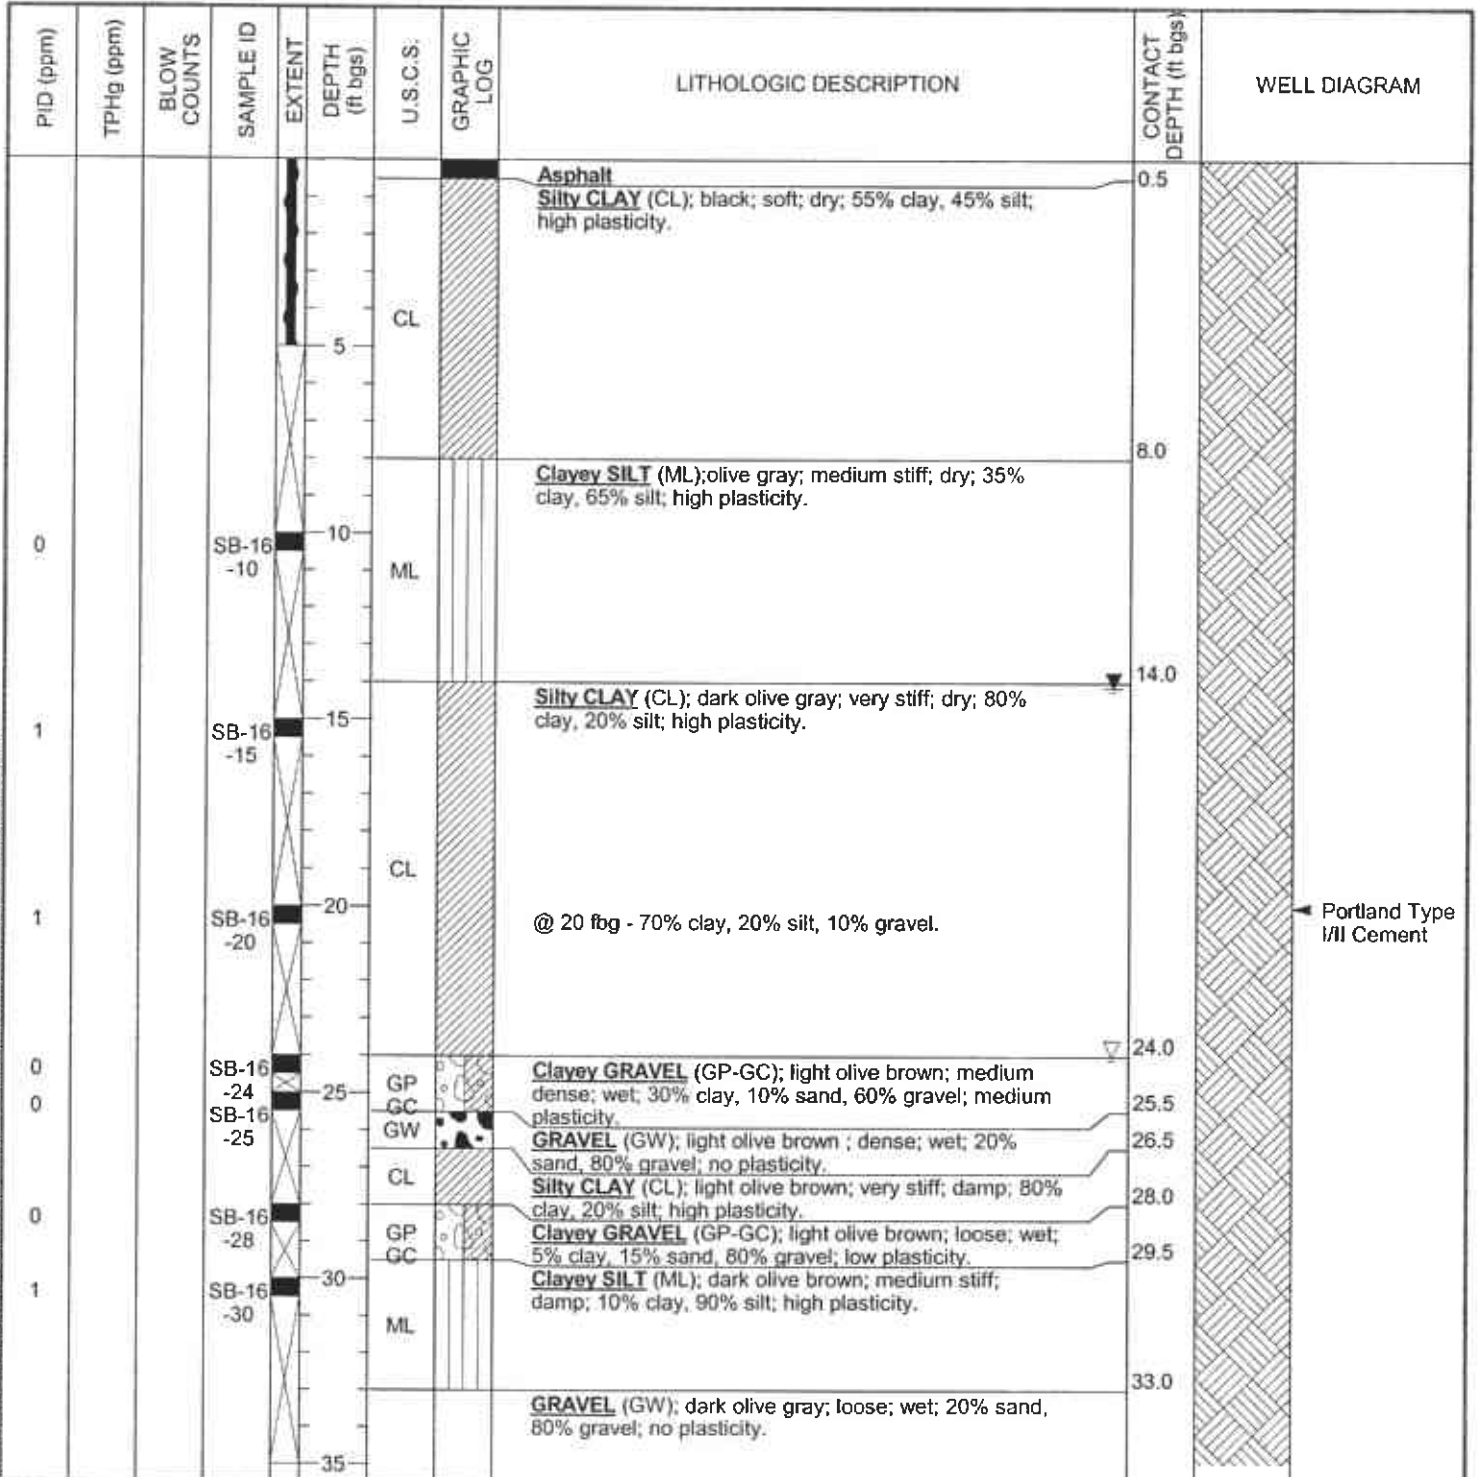 PID (ppm)
TPHg (ppm)
BLOW
COUNTS
SAMPLE ID
EXTENT
DEPTH
(ft bgs)
U.S.C.S.
GRAPHIC
LOG
LITHOLOGIC DESCRIPTION
CONTACT
DEPTH (ft bgs)
WELL DIAGRAM
Asphalt
0.5
Silty CLAY (CL); black; soft; dry; 55% clay, 45% silt;
high plasticity.
CL
5
8.0
Clayey SILT (ML);olive gray; medium stiff; dry; 35%
clay, 65% silt; high plasticity.
0
SB-16
-10
10
ML
14.0
Silty CLAY (CL); dark olive gray; very stiff; dry; 80%
clay, 20% silt; high plasticity.
1
SB-16
-15
15
CL
1
SB-16
-20
20
@ 20 fbg - 70% clay, 20% silt, 10% gravel.
Portland Type
I/II Cement
24.0
0
SB-16
-24
GP
GC
Clayey GRAVEL (GP-GC); light olive brown; medium
dense; wet; 30% clay, 10% sand, 60% gravel; medium
plasticity.
25
25.5
0
SB-16
-25
GW
GRAVEL (GW); light olive brown ; dense; wet; 20%
sand, 80% gravel; no plasticity.
26.5
CL
Silty CLAY (CL); light olive brown; very stiff; damp; 80%
clay, 20% silt; high plasticity.
28.0
0
SB-16
-28
GP
GC
Clayey GRAVEL (GP-GC); light olive brown; loose; wet;
5% clay, 15% sand, 80% gravel; low plasticity.
29.5
1
SB-16
-30
30
Clayey SILT (ML); dark olive brown; medium stiff;
damp; 10% clay, 90% silt; high plasticity.
ML
33.0
GRAVEL (GW); dark olive gray; loose; wet; 20% sand,
80% gravel; no plasticity.
35